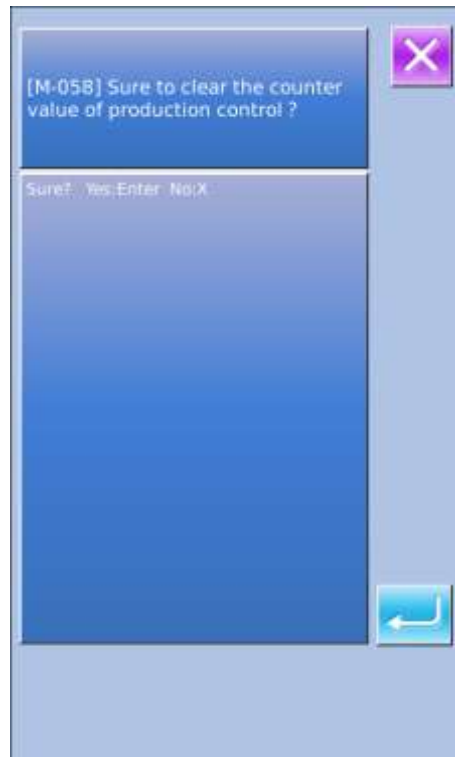 [M-058] Sure to clear the counter
value of production control ?
Sure? Yes:Enter No:X